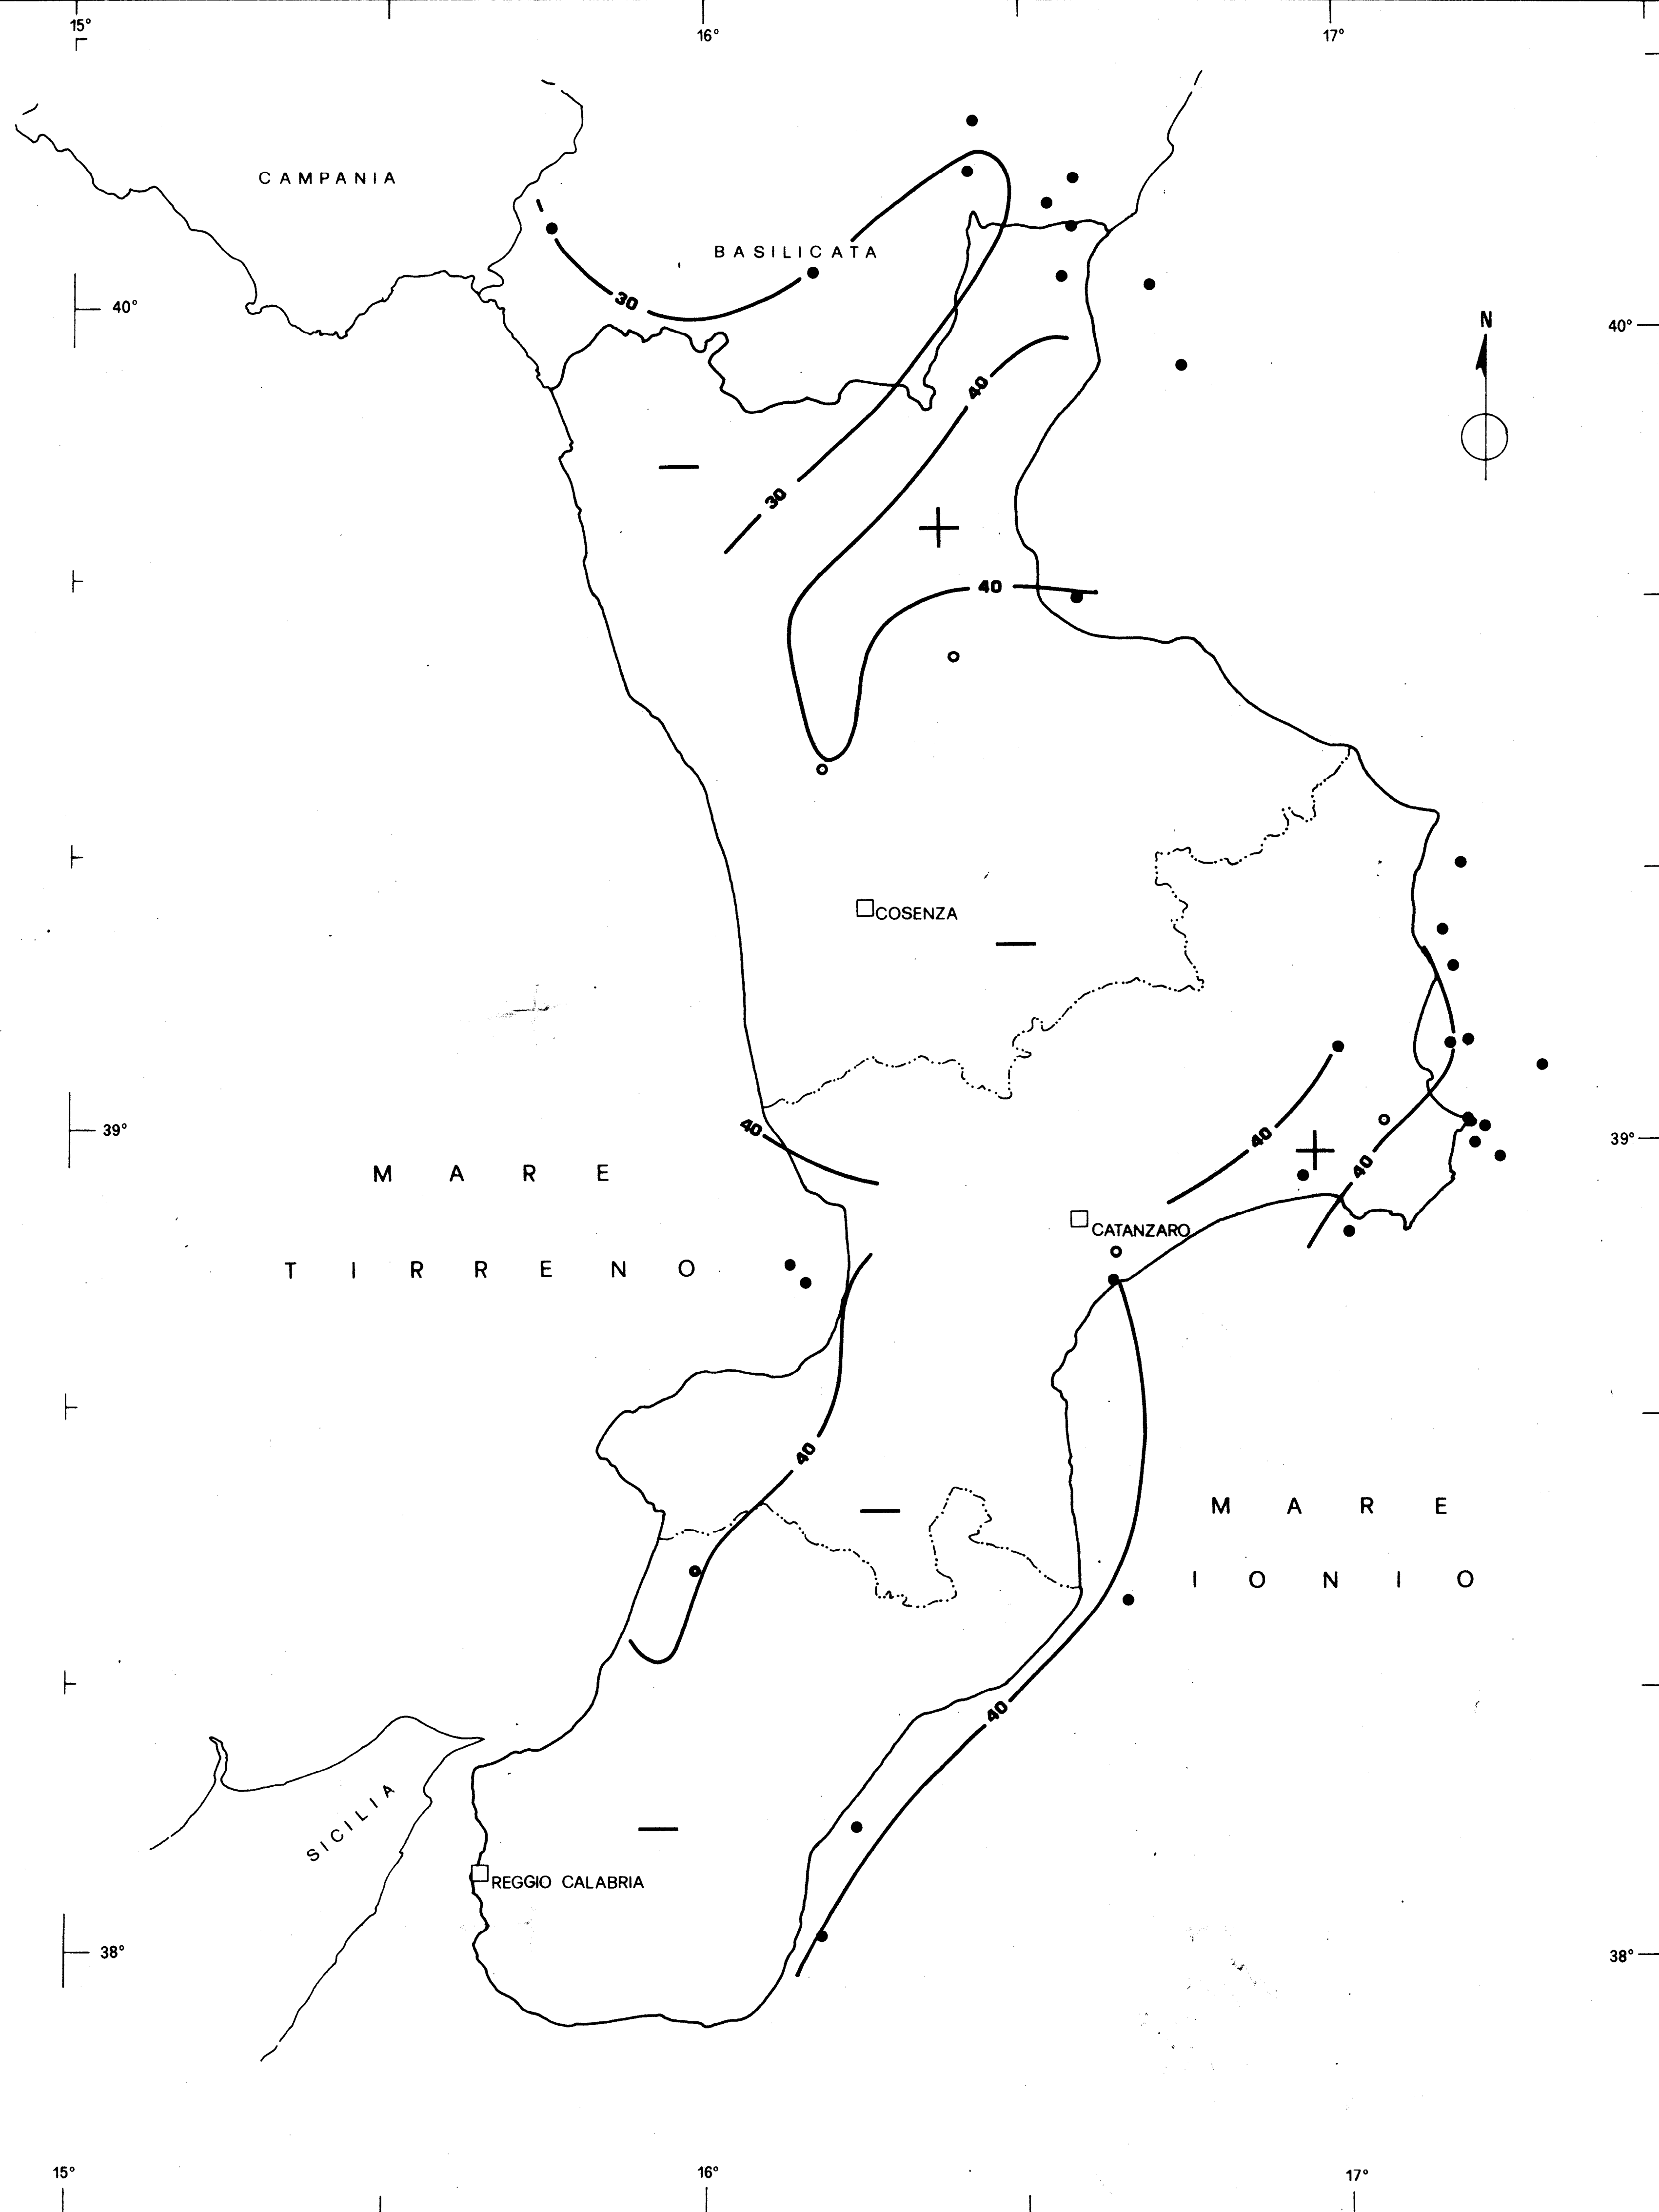 15° 16° 17°
CAMPANIA
BASILICATA
30
40° 40°
N
40
30
40
COSENZA
40
39° 40 39°
MARE 40
CATANZARO
TIRRENO
40
MARE
IONIO
40
SICILIA
REGGIO CALABRIA
38° 38°
15° 16° 17°